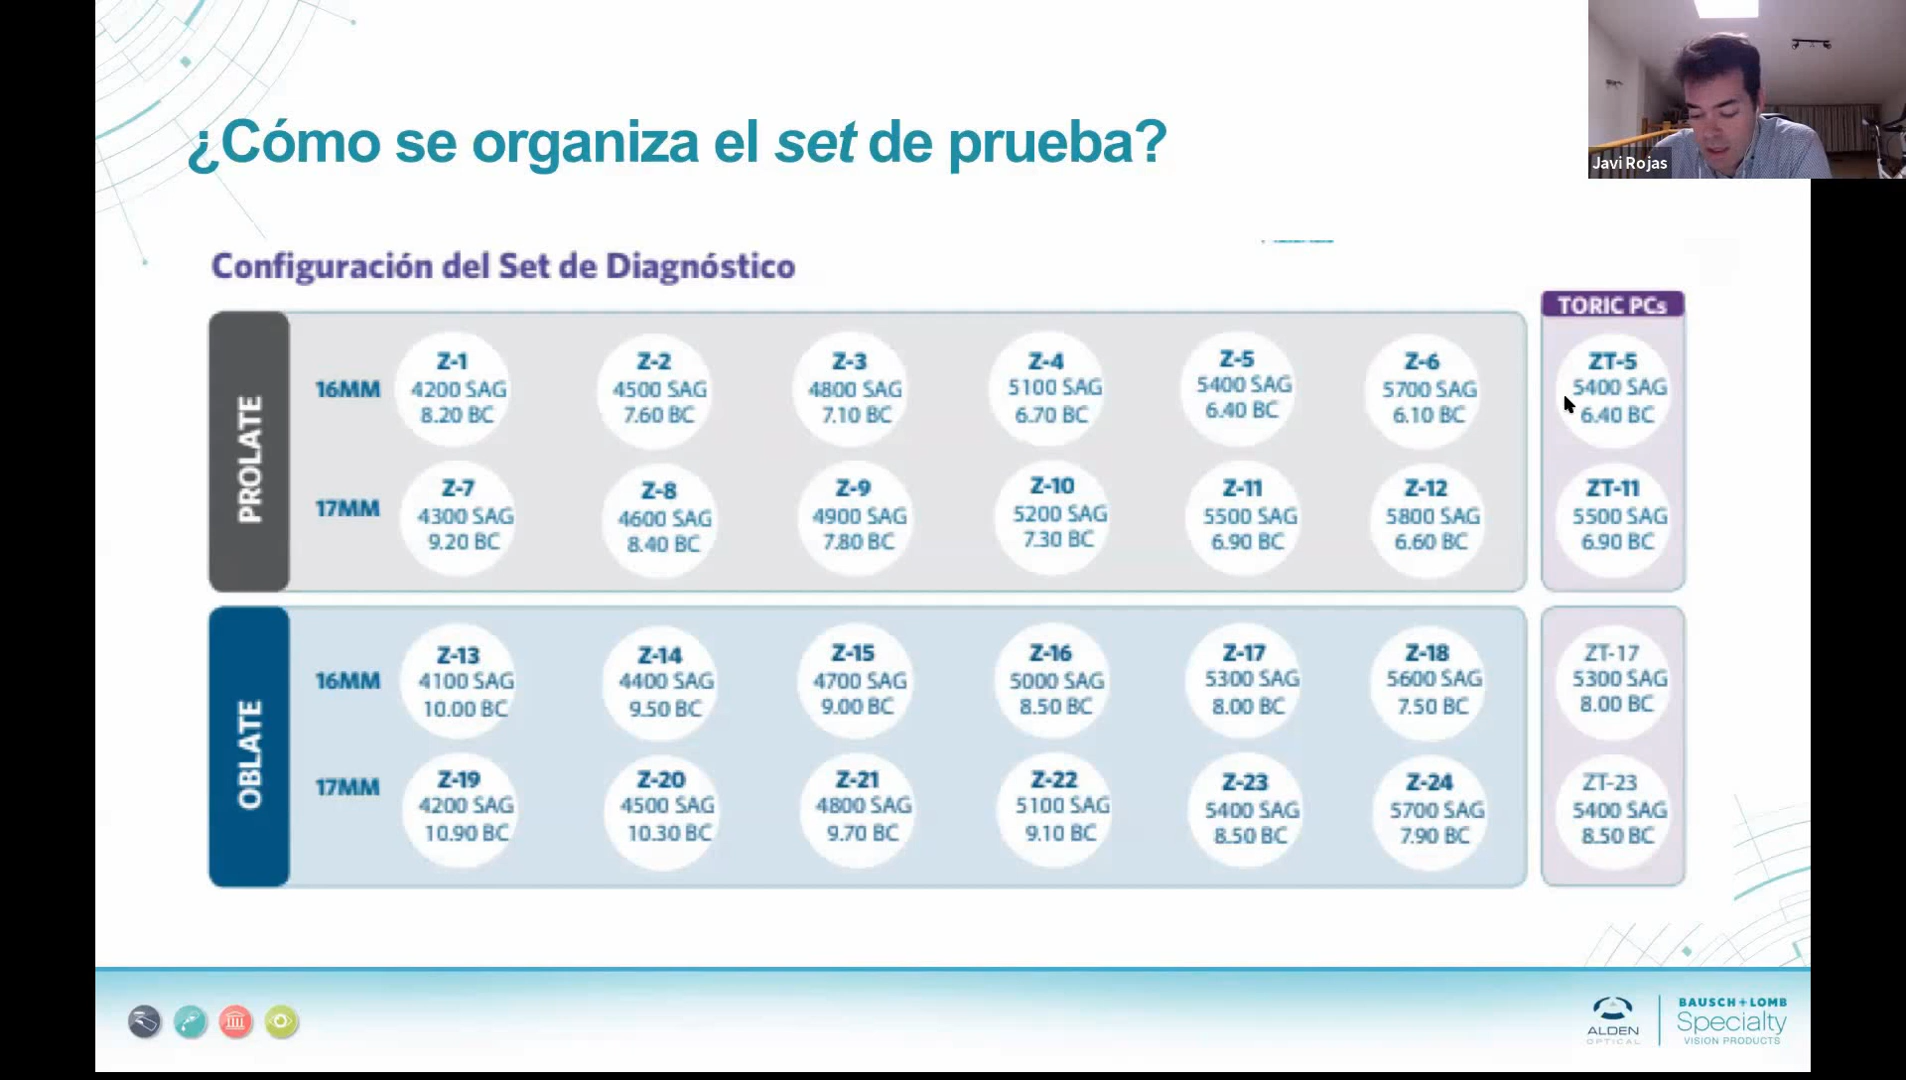 ¿Cómo se organiza el set de prueba?
Javi Rojas
Configuración del Set de Diagnóstico
TORIC PCs
PROLATE
16MM
Z-1
4200 SAG
8.20 BC
Z-2
4500 SAG
7.60 BC
Z-3
4800 SAG
7.10 BC
Z-4
5100 SAG
6.70 BC
Z-5
5400 SAG
6.40 BC
Z-6
5700 SAG
6.10 BC
ZT-5
5400 SAG
6.40 BC
17MM
Z-7
4300 SAG
9.20 BC
Z-8
4600 SAG
8.40 BC
Z-9
4900 SAG
7.80 BC
Z-10
5200 SAG
7.30 BC
Z-11
5500 SAG
6.90 BC
Z-12
5800 SAG
6.60 BC
ZT-11
5500 SAG
6.90 BC
OBLATE
16MM
Z-13
4100 SAG
10.00 BC
Z-14
4400 SAG
9.50 BC
Z-15
4700 SAG
9.00 BC
Z-16
5000 SAG
8.50 BC
Z-17
5300 SAG
8.00 BC
Z-18
5600 SAG
7.50 BC
ZT-17
5300 SAG
8.00 BC
17MM
Z-19
4200 SAG
10.90 BC
Z-20
4500 SAG
10.30 BC
Z-21
4800 SAG
9.70 BC
Z-22
5100 SAG
9.10 BC
Z-23
5400 SAG
8.50 BC
Z-24
5700 SAG
7.90 BC
ZT-23
5400 SAG
8.50 BC
ALDEN
OPTICAL
BAUSCH + LOMB
Specialty
VISION PRODUCTS